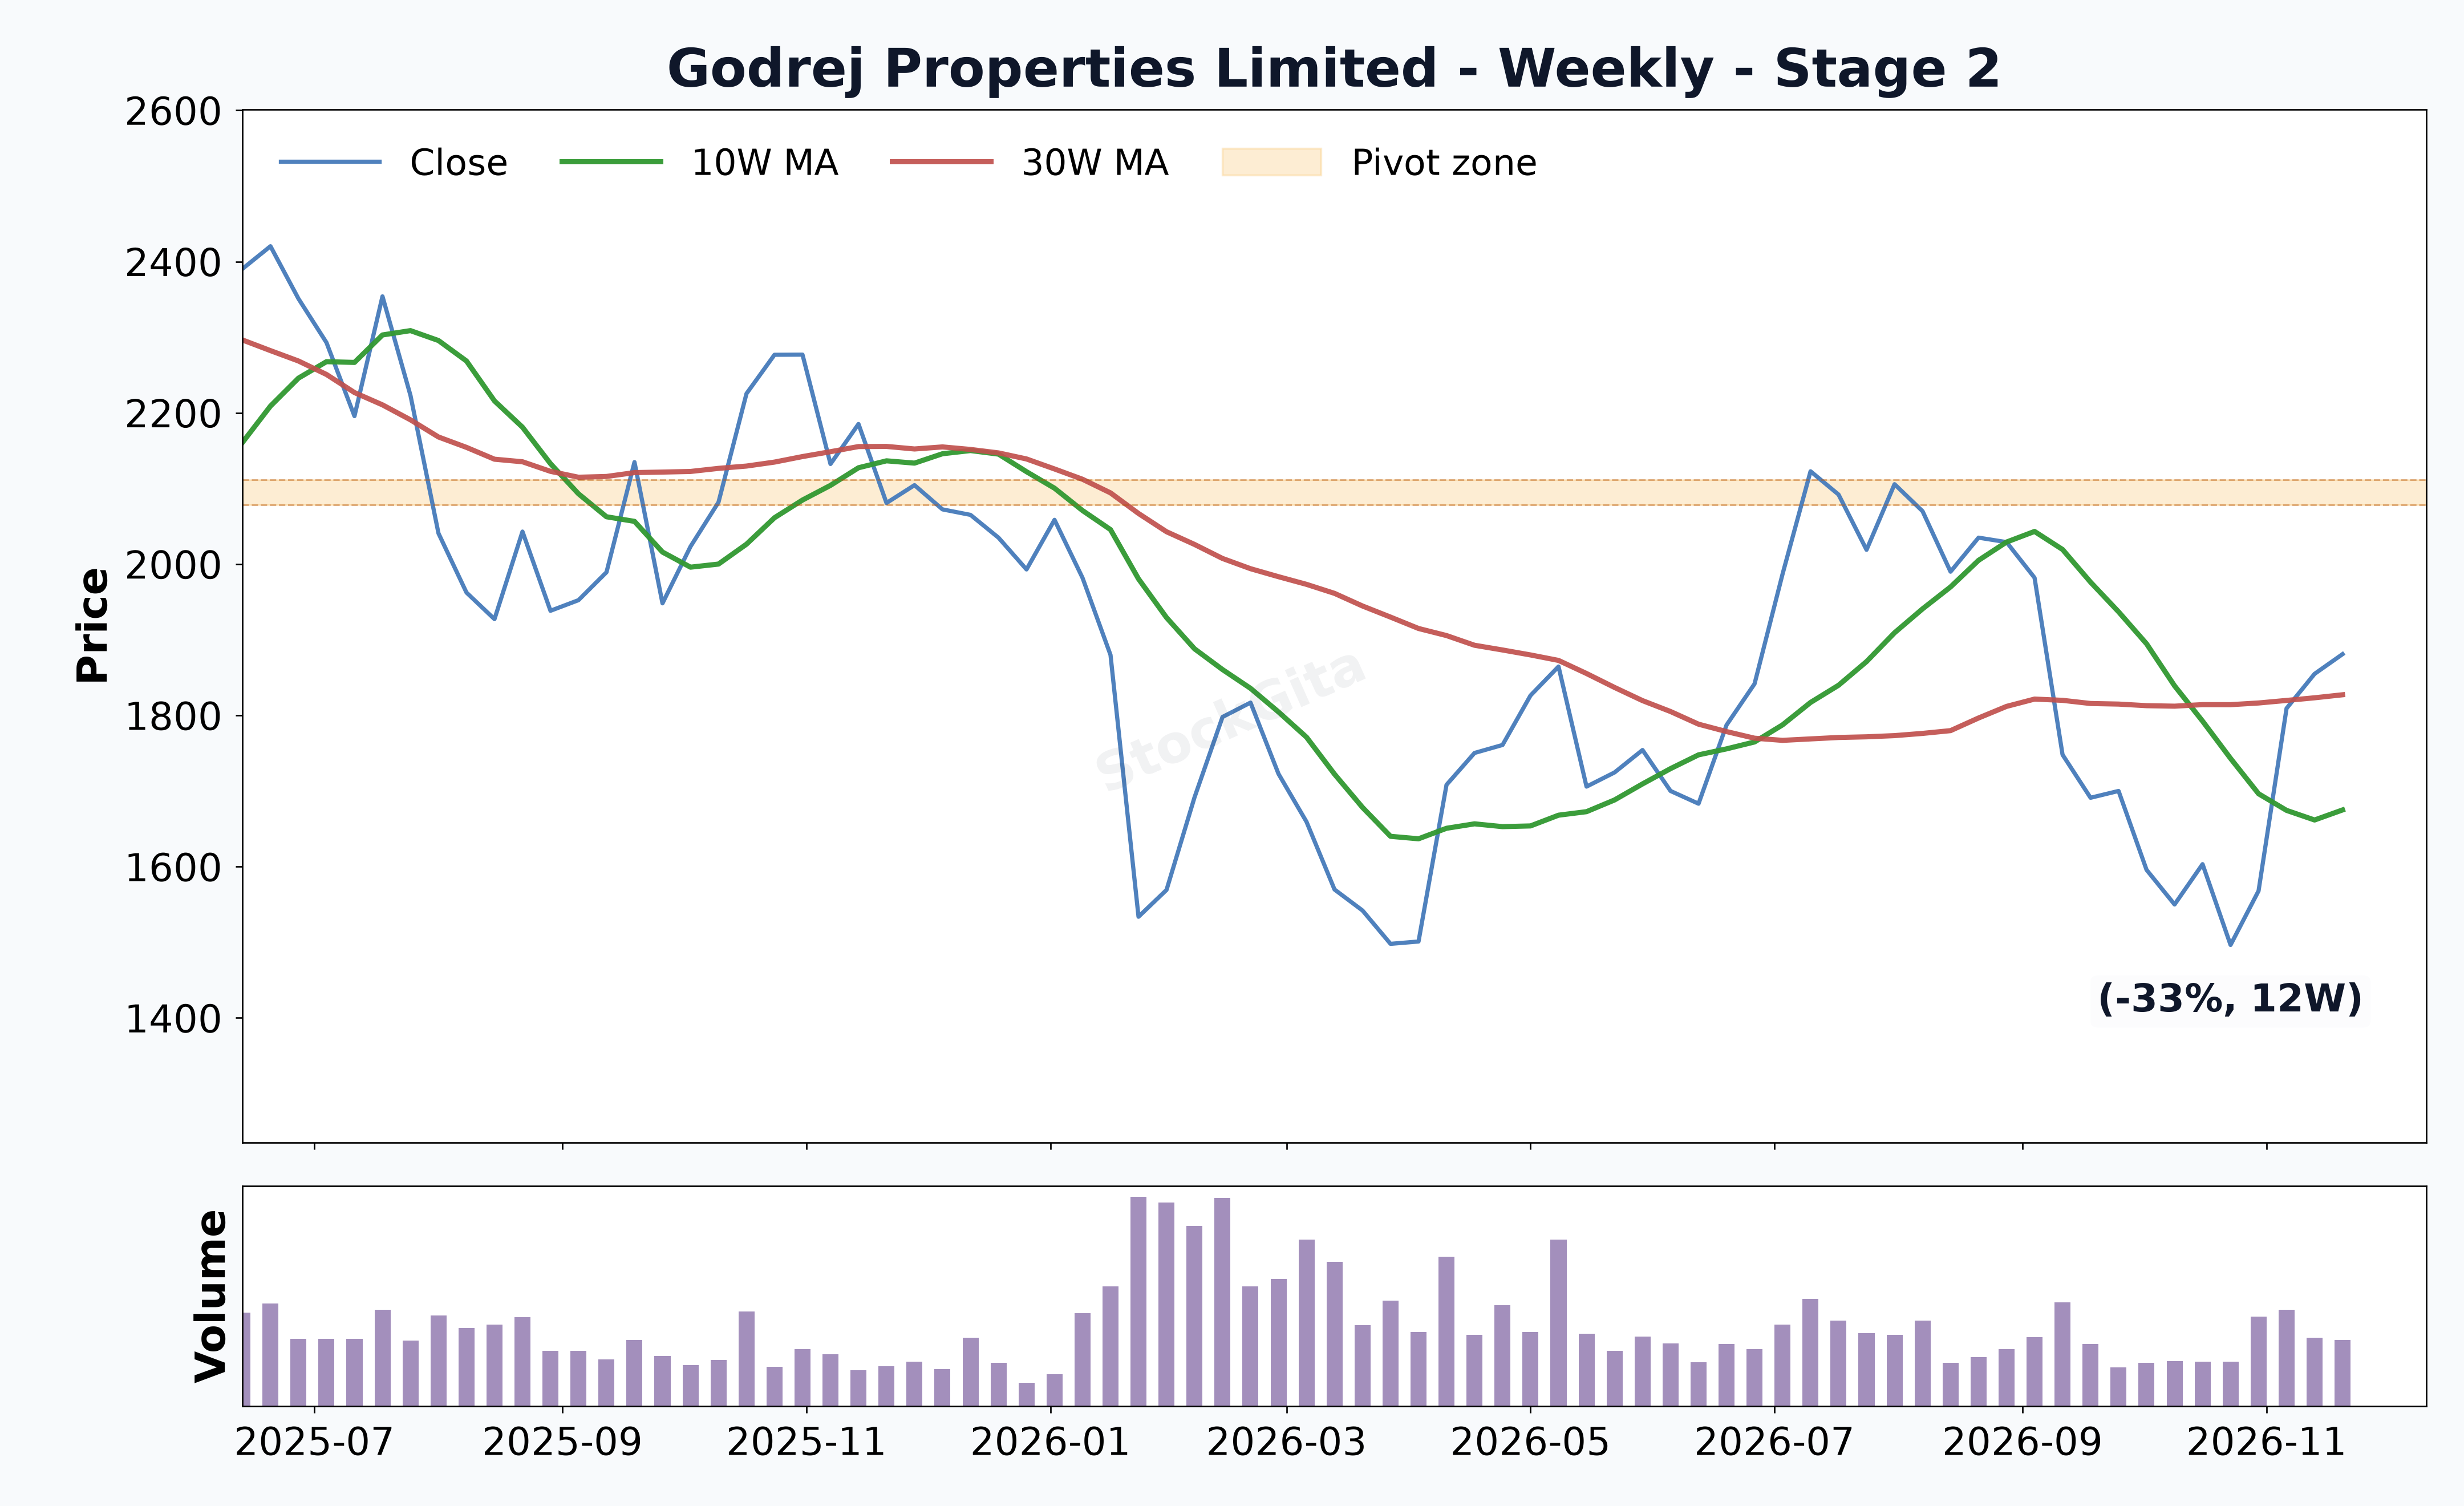 Godrej Properties Limited - Weekly - Stage 2
Close 10W MA 30W MA Pivot zone
2600
2400
2200
2000
1800
1600
1400
Price
StockGita
(-33%, 12W)
Volume
2025-07 2025-09 2025-11 2026-01 2026-03 2026-05 2026-07 2026-09 2026-11